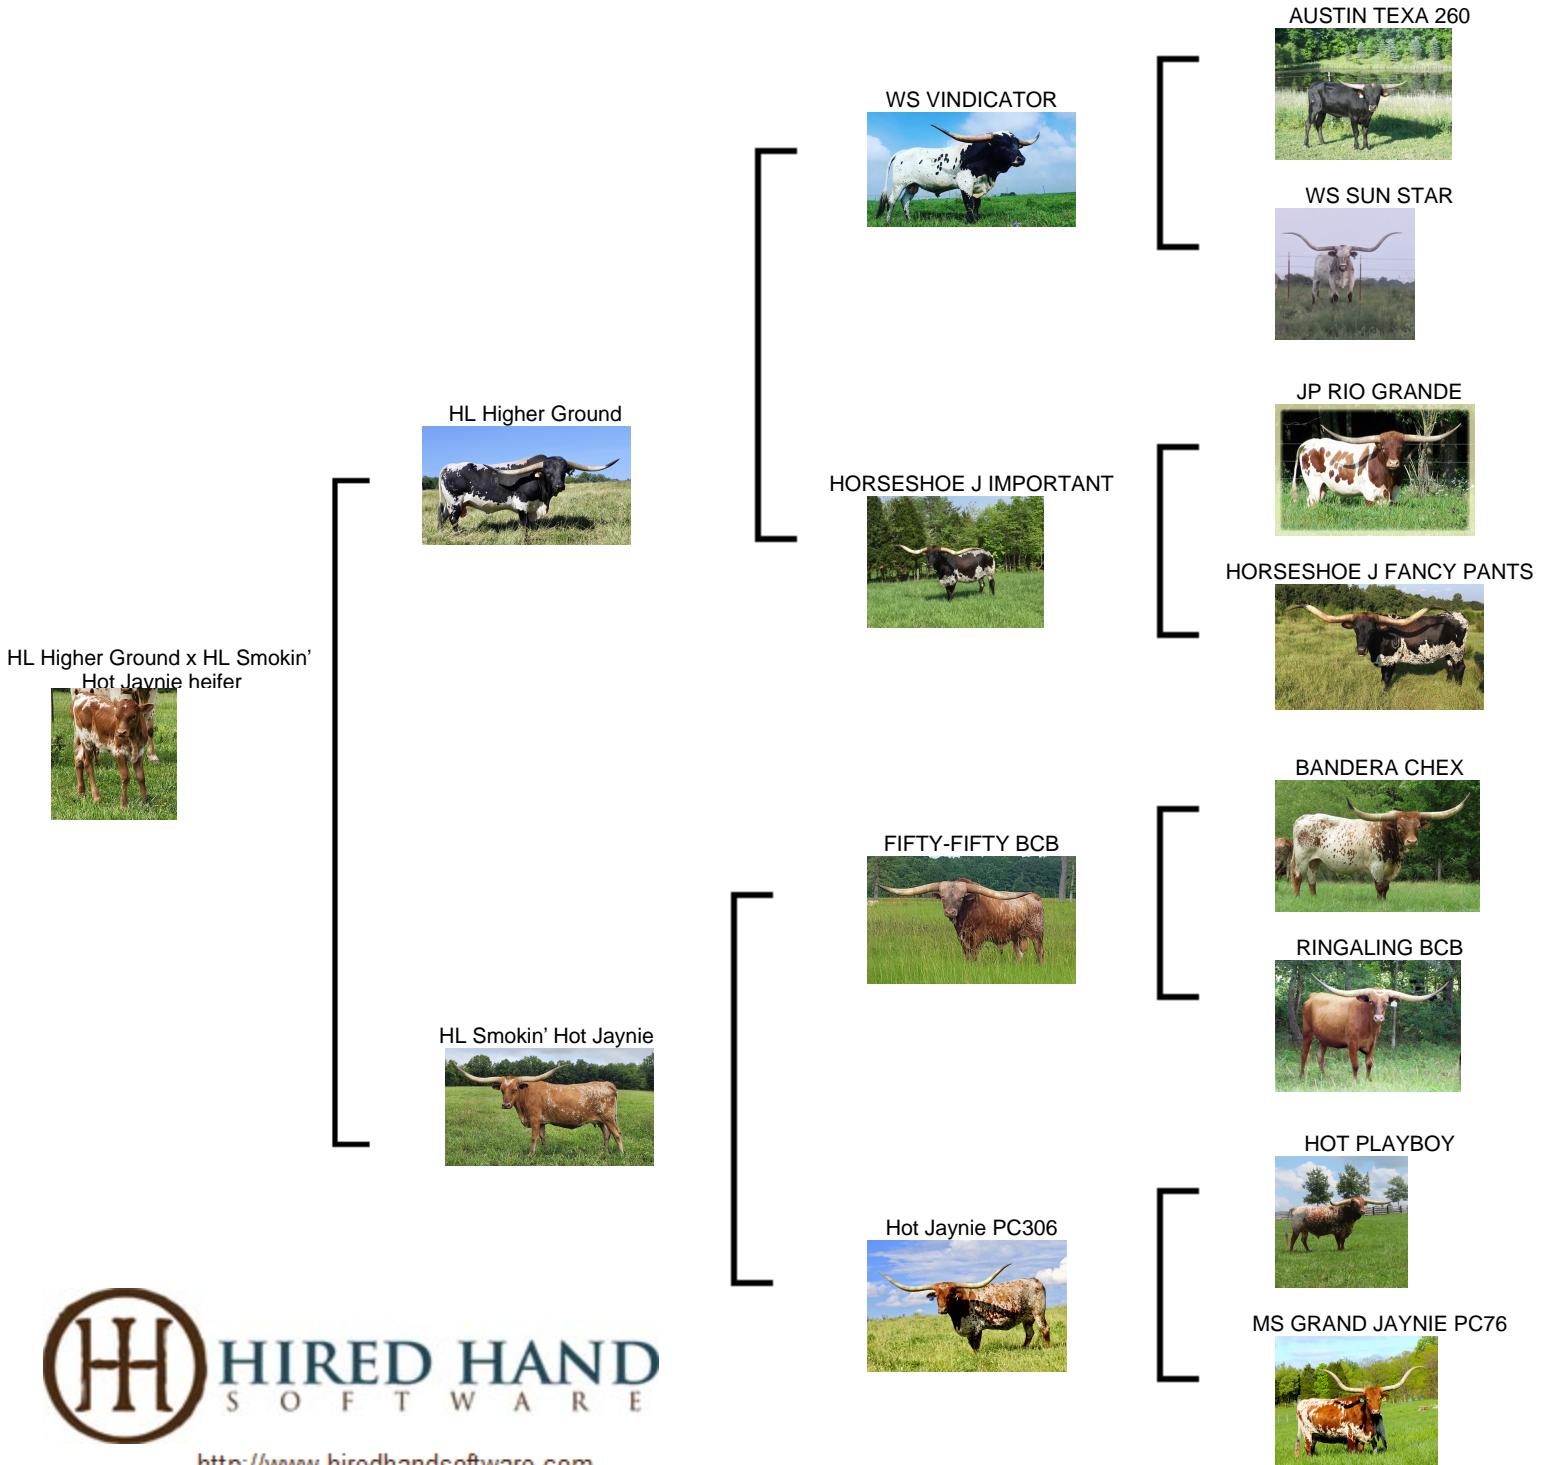 AUSTIN TEXA 260
WS VINDICATOR
WS SUN STAR
JP RIO GRANDE
HL Higher Ground
HORSESHOE J IMPORTANT
HORSESHOE J FANCY PANTS
HL Higher Ground x HL Smokin’
Hot Jaynie heifer
BANDERA CHEX
FIFTY-FIFTY BCB
RINGALING BCB
HL Smokin’ Hot Jaynie
HOT PLAYBOY
Hot Jaynie PC306
MS GRAND JAYNIE PC76
HIRED HAND
SOFTWARE
http://www.hiredhandsoftware.com